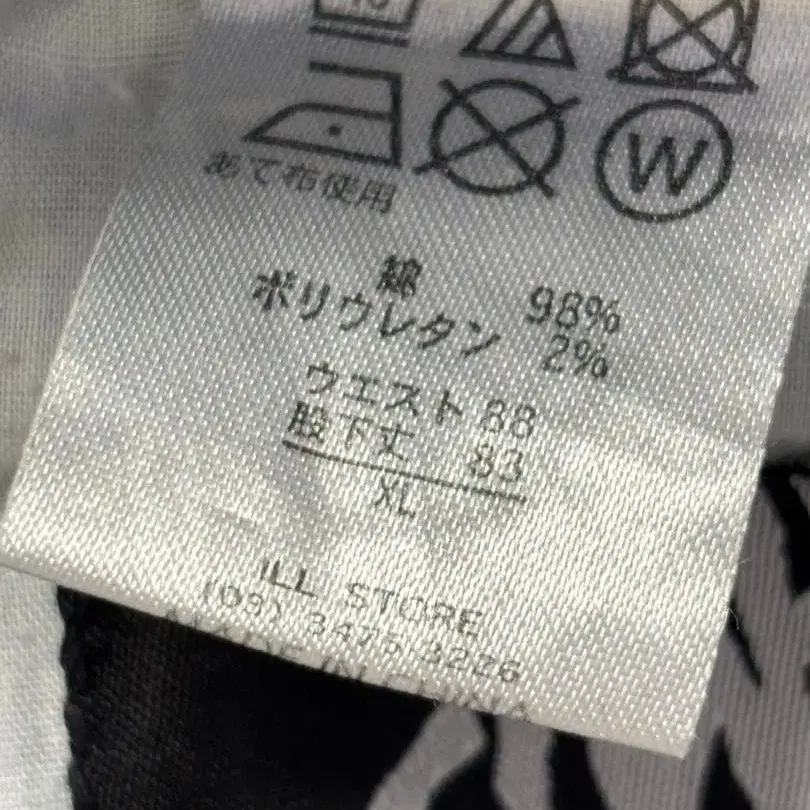 W
あて布使用
綿 98%
ポリウレタン 2%
ウエスト 88
股下丈 83
XL
ILL STORE
(03) 3475-3226
MADE IN CHINA